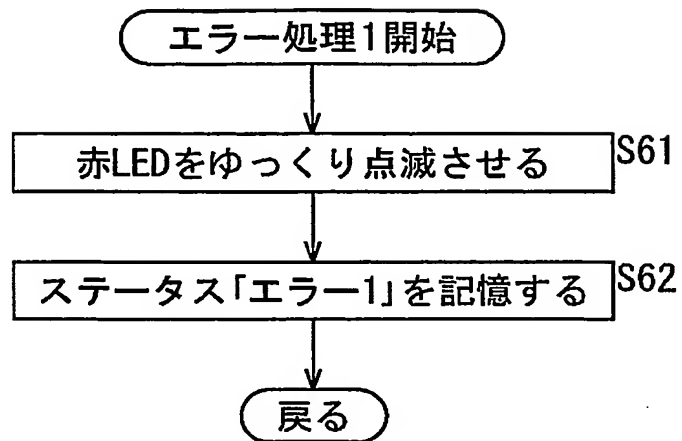 エラー処理1開始
赤LEDをゆっくり点滅させる
S61
ステータス「エラー1」を記憶する
S62
戻る